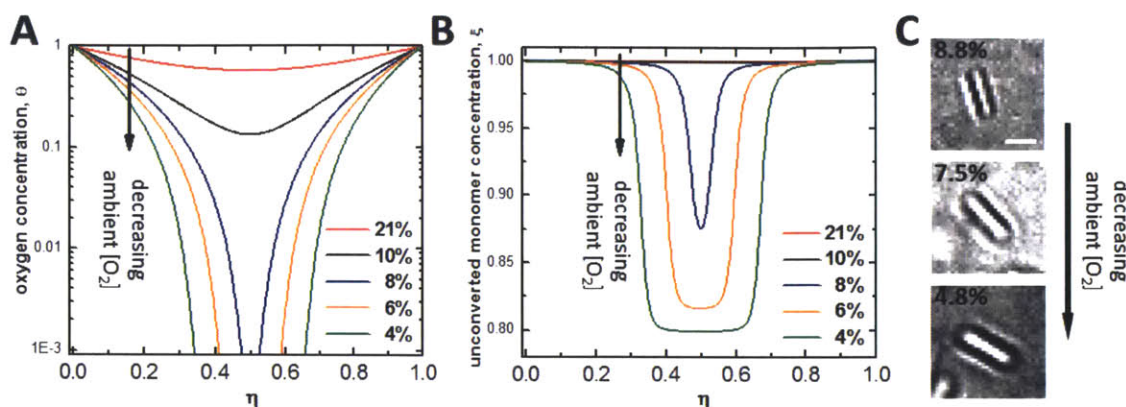 A
oxygen concentration, Θ
1
0.1
0.01
1E-3
decreasing
ambient [O₂]
21%
10%
8%
6%
4%
0.0 0.2 0.4 0.6 0.8 1.0
η
B
unconverted monomer concentration, ξ
1.00
0.95
0.90
0.85
0.80
decreasing
ambient [O₂]
21%
10%
8%
6%
4%
0.0 0.2 0.4 0.6 0.8 1.0
η
C
8.8%
7.5%
4.8%
decreasing
ambient [O₂]